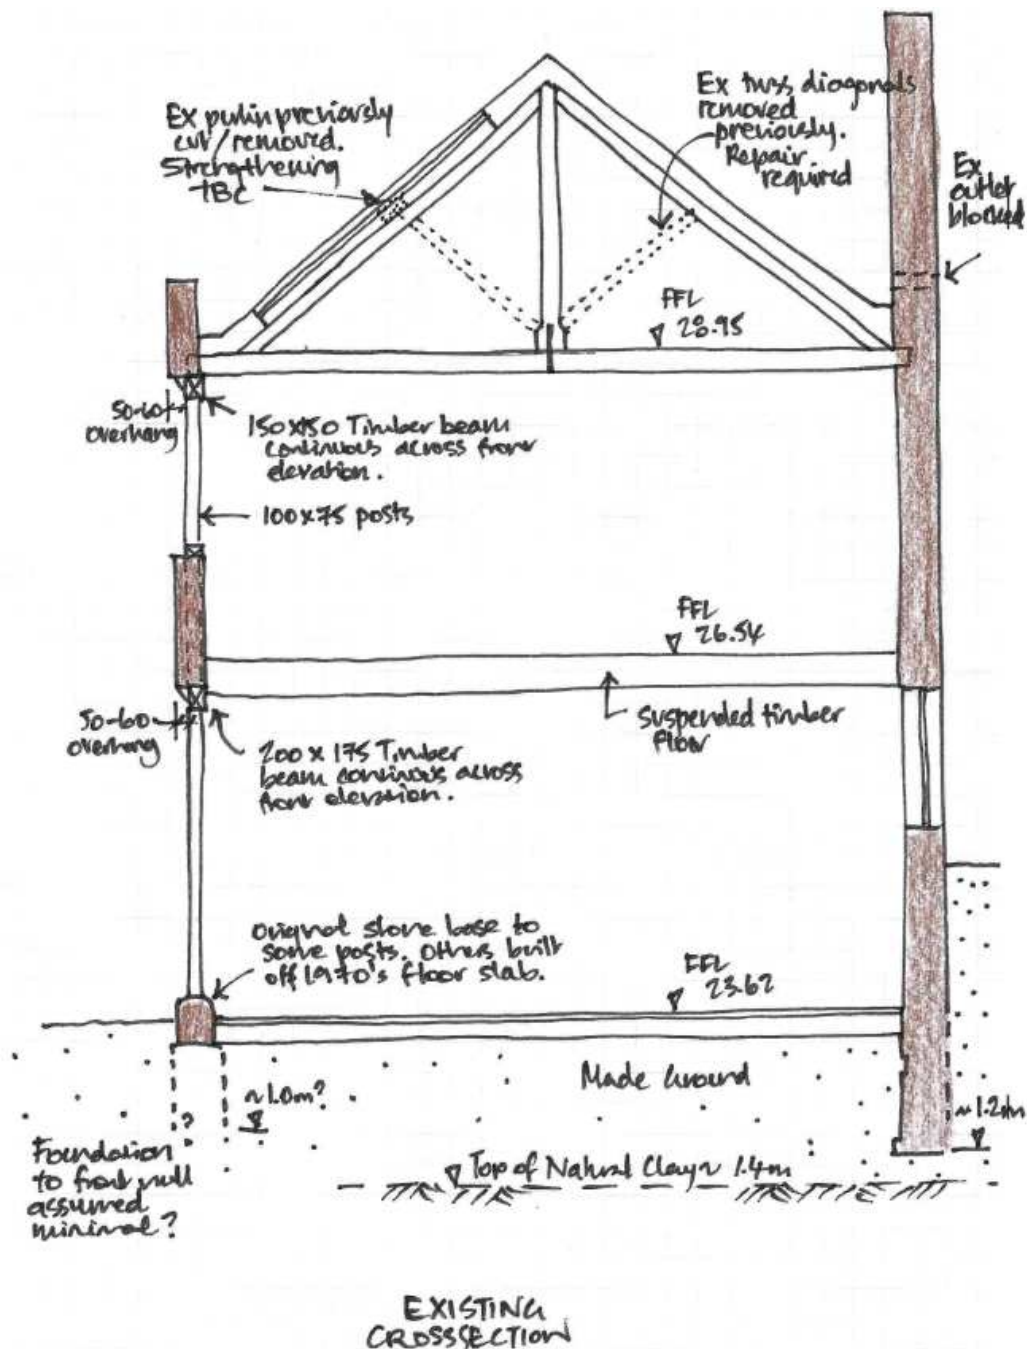 Ex purlin previously
cut/removed.
Strengthening
TBC
Ex truss diagonals
removed
previously.
Repair
required
Ex
outlet
blocked
FFL
28.95
50-60
overhang
150x150 Timber beam
continuous across front
elevation.
100x75 posts
FFL
26.54
Suspended timber
floor
50-60
overhang
200 x 175 Timber
beam continuous across
front elevation.
Original stone base to
some posts. Others built
off 1970's floor slab.
FFL
23.62
Made Ground
~1.0m?
?
Foundation
to front wall
assumed
minimal?
Top of Natural Clay ~ 1.4m
EXISTING
CROSSSECTION